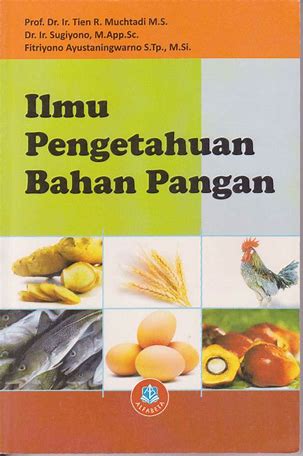 Prof. Dr. Ir. Tien R. Muchtadi M.S.
Dr. Ir. Sugiyono, M.App.Sc.
Fitriyono Ayustaningwarno S.Tp., M.Si.
Ilmu
Pengetahuan
Bahan Pangan
ALFABETA